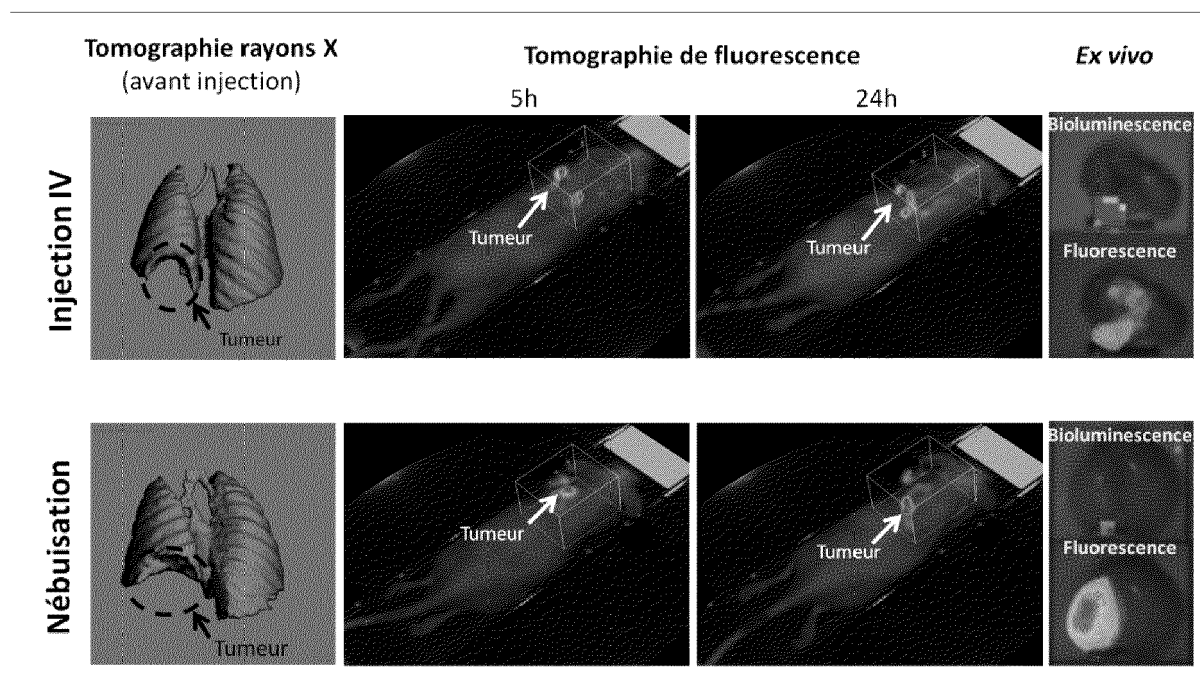 Tomographie rayons X
(avant injection)
Tomographie de fluorescence
Ex vivo
5h
24h
Injection IV
Tumeur
Tumeur
Tumeur
Bioluminescence
Fluorescence
Nébuisation
Tumeur
Tumeur
Tumeur
Bioluminescence
Fluorescence